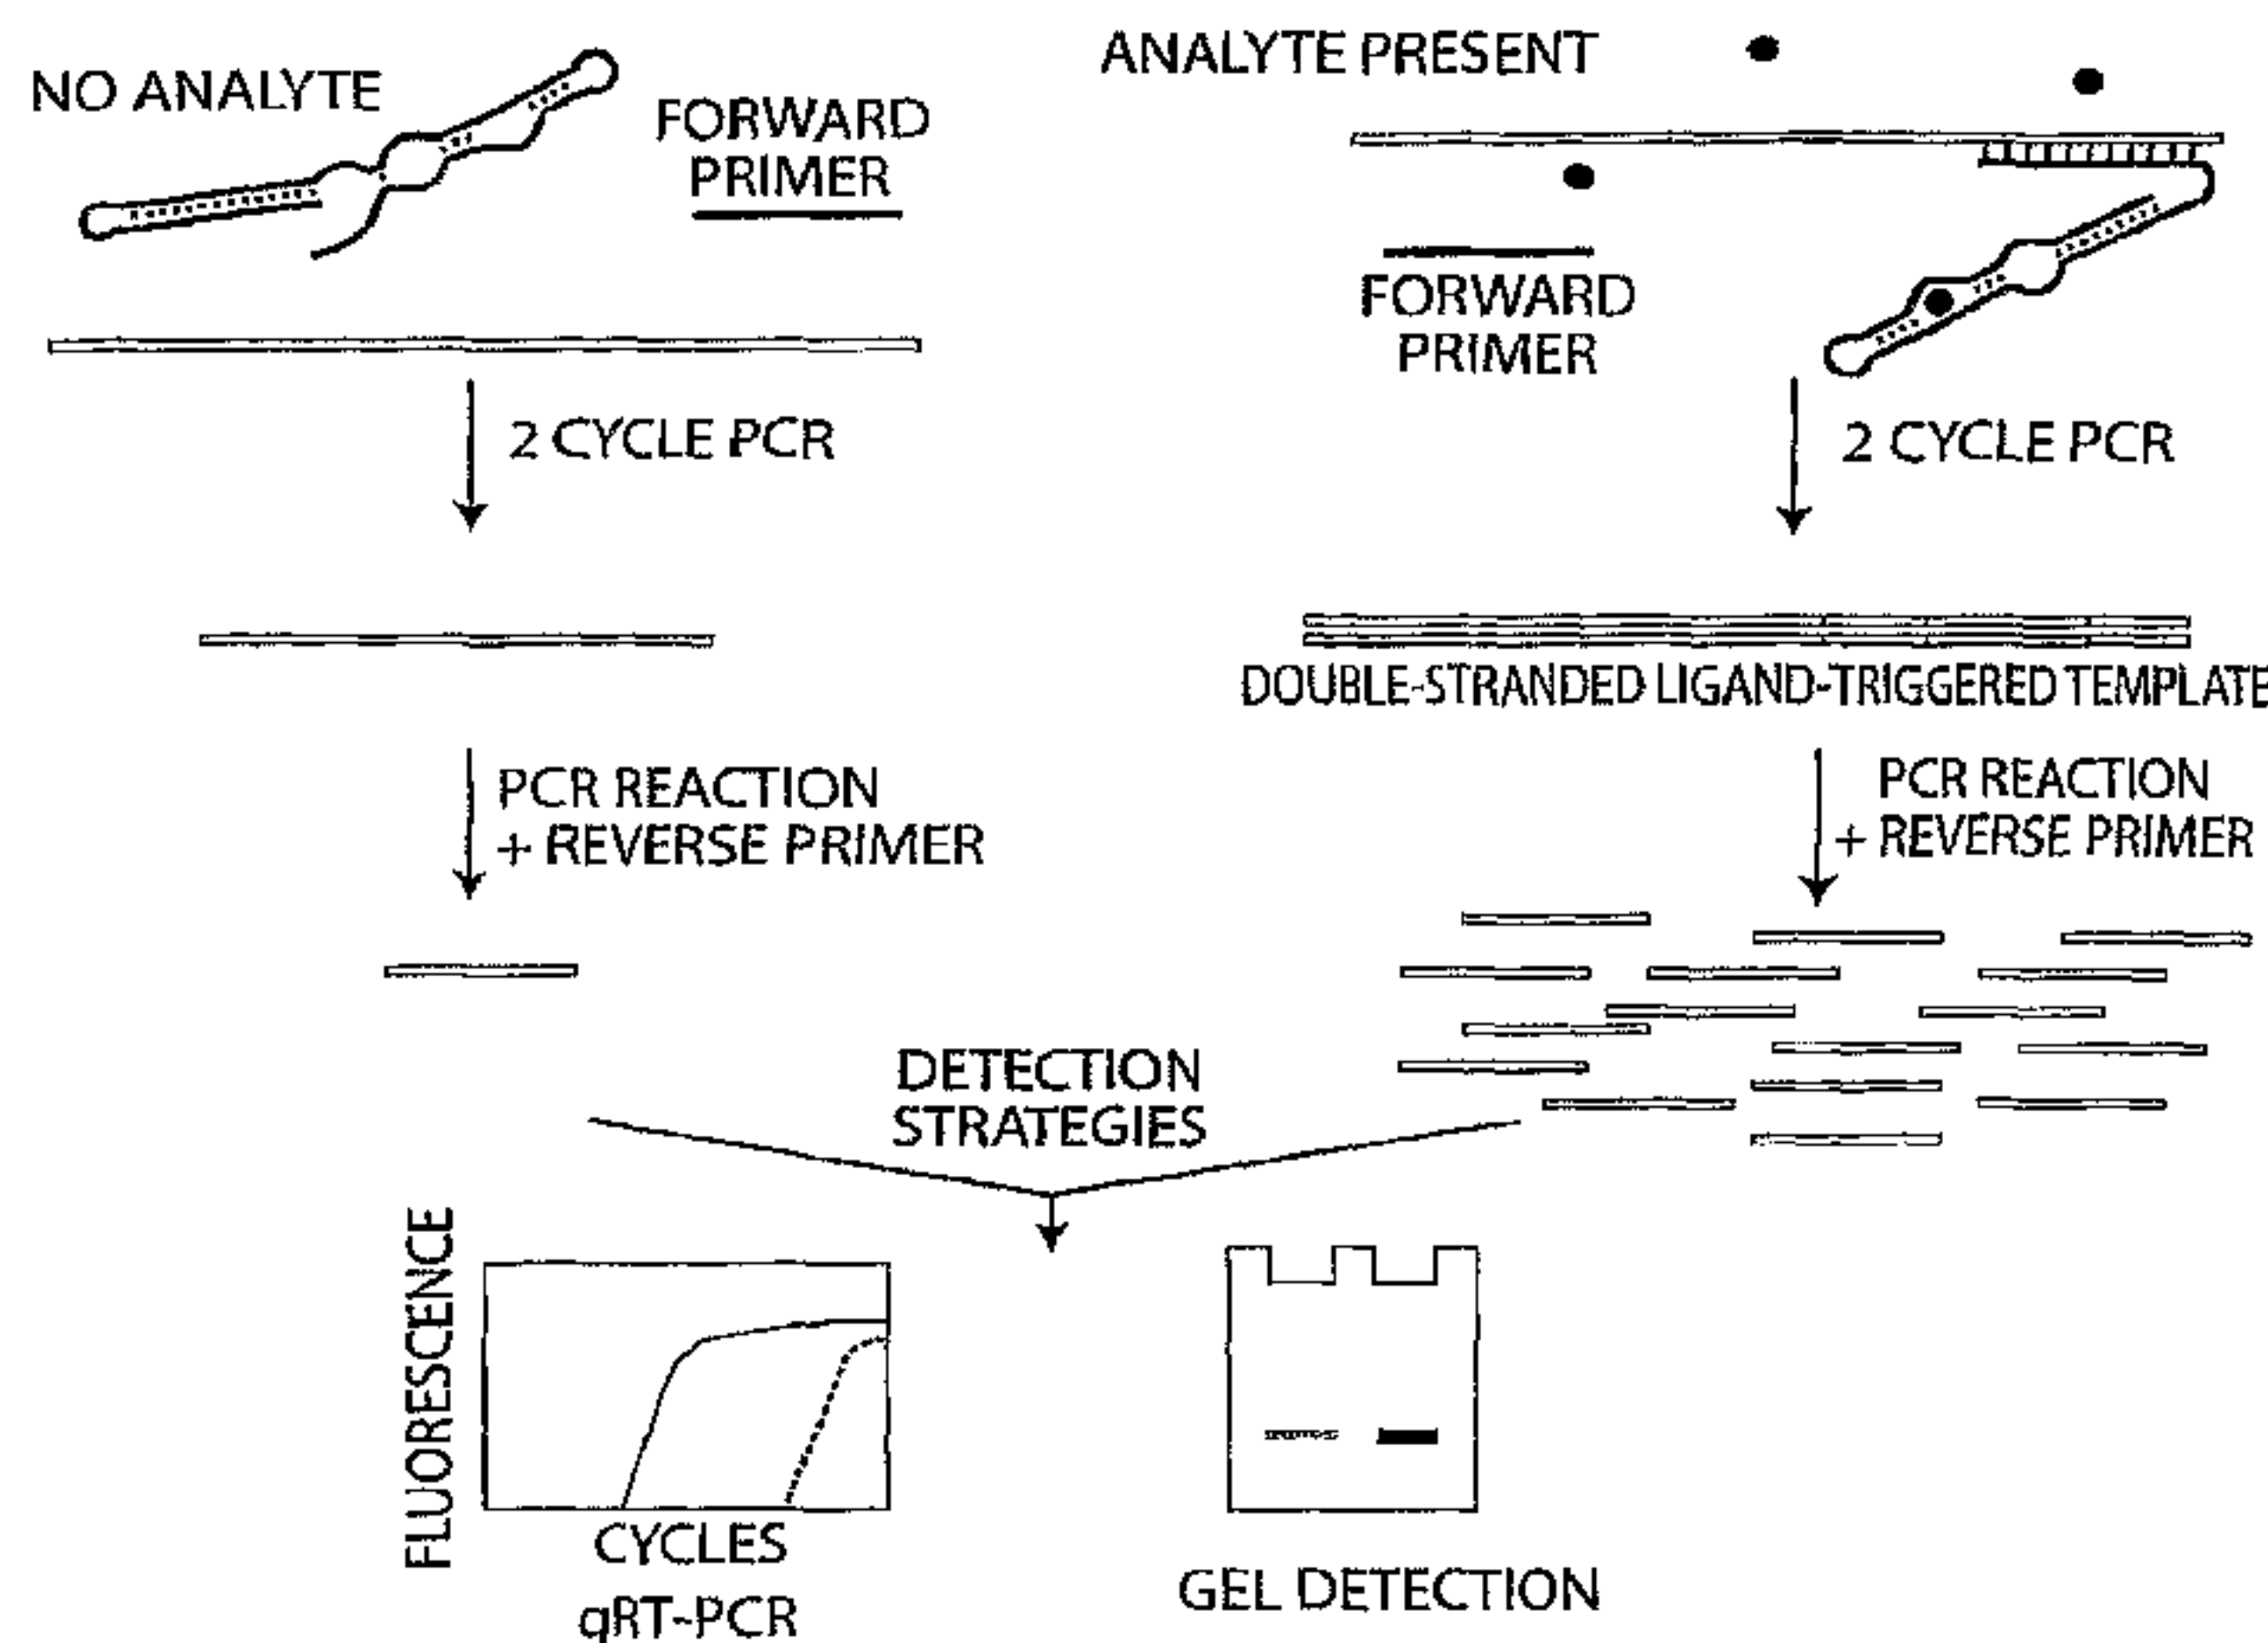 NO ANALYTE
FORWARD
PRIMER
2 CYCLE PCR
PCR REACTION
+ REVERSE PRIMER
ANALYTE PRESENT
FORWARD
PRIMER
2 CYCLE PCR
DOUBLE-STRANDED LIGAND-TRIGGERED TEMPLATE
PCR REACTION
+ REVERSE PRIMER
DETECTION
STRATEGIES
FLUORESCENCE
CYCLES
qRT-PCR
GEL DETECTION